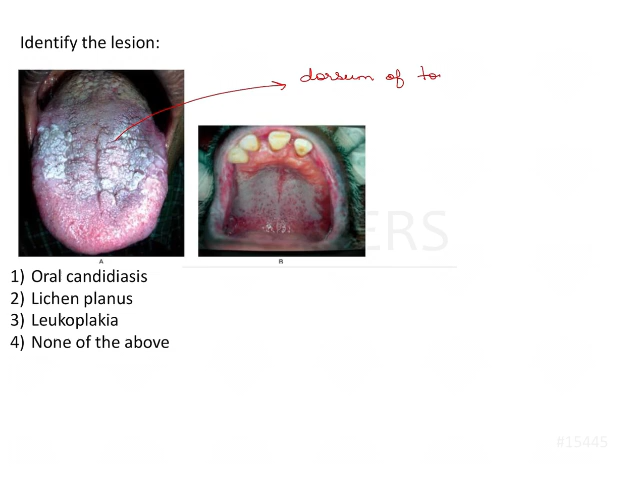 Identify the lesion:
dorsum of to
A
B
ERS
1) Oral candidiasis
2) Lichen planus
3) Leukoplakia
4) None of the above
#15445